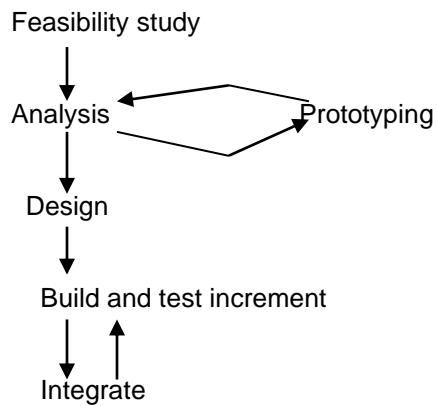 Feasibility study
Analysis
Prototyping
Design
Build and test increment
Integrate